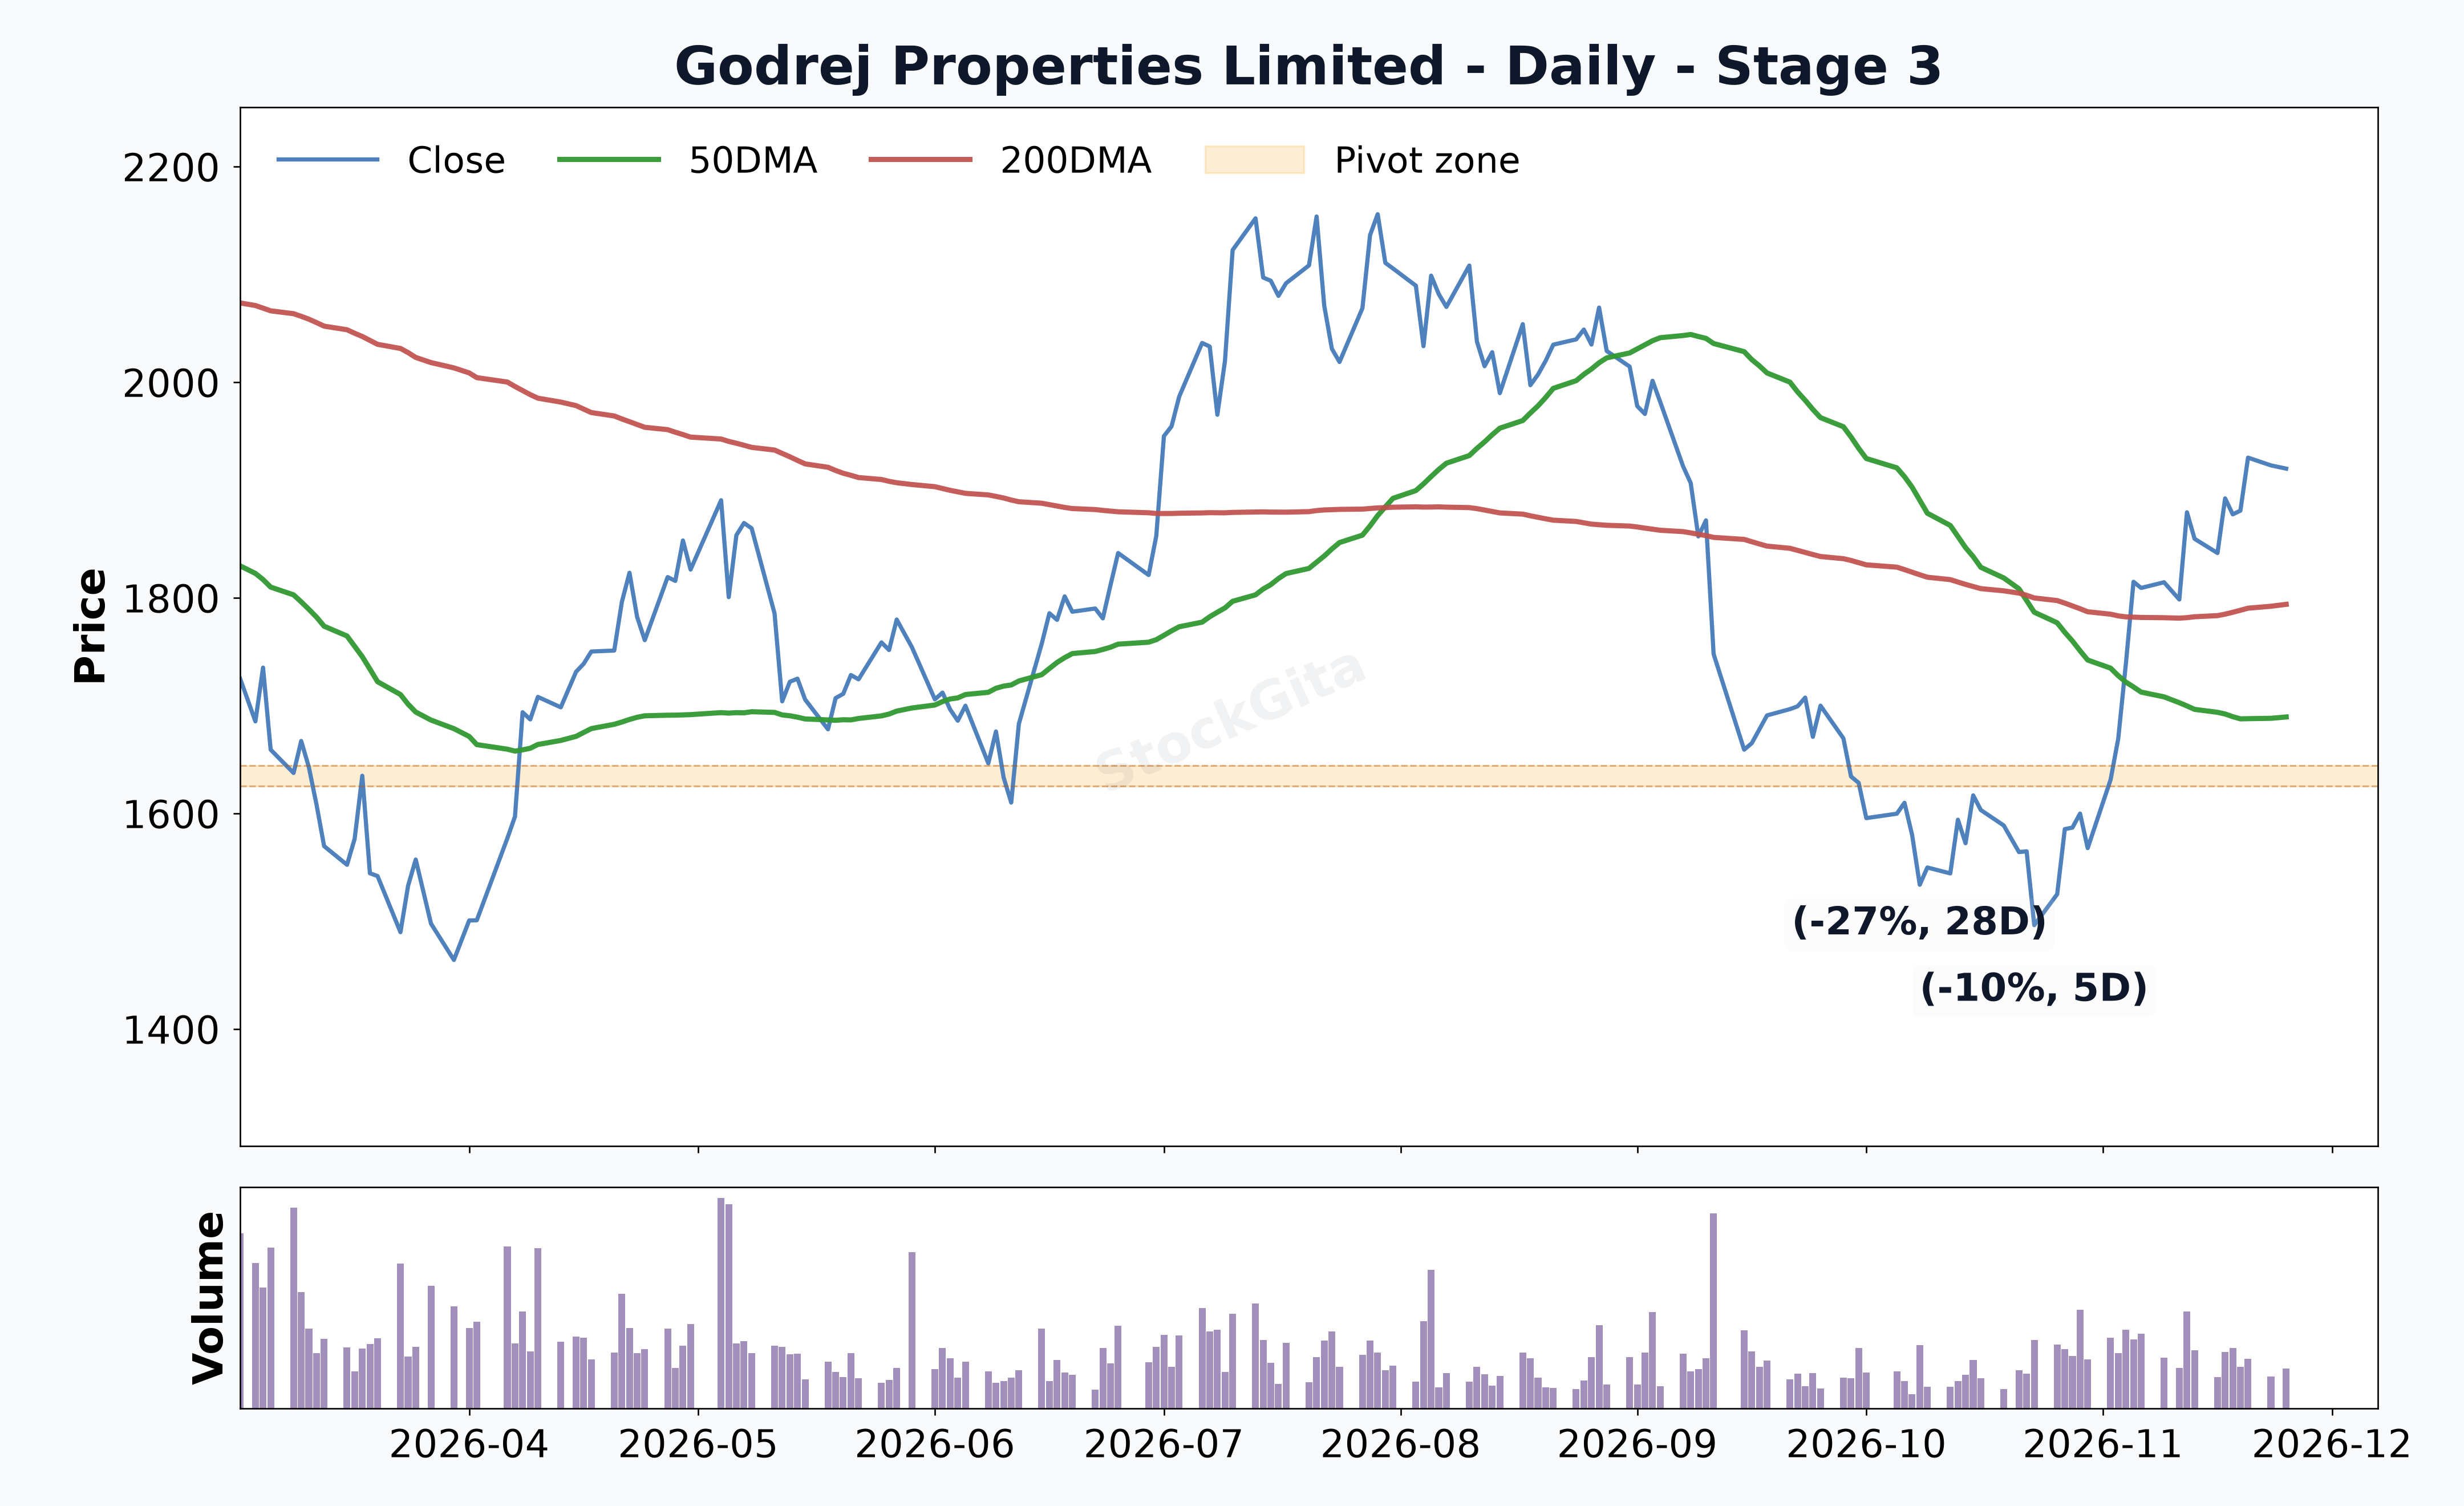 Godrej Properties Limited - Daily - Stage 3
Close 50DMA 200DMA Pivot zone
2200
2000
1800
1600
1400
Price
StockGita
(-27%, 28D)
(-10%, 5D)
Volume
2026-04 2026-05 2026-06 2026-07 2026-08 2026-09 2026-10 2026-11 2026-12